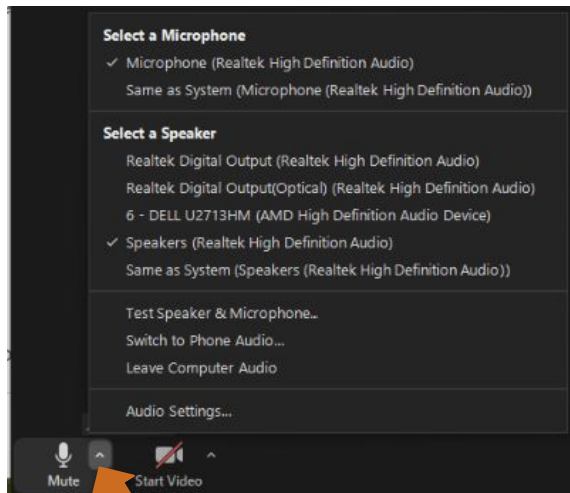 Select a Microphone
✓ Microphone (Realtek High Definition Audio)
Same as System (Microphone (Realtek High Definition Audio))
Select a Speaker
Realtek Digital Output (Realtek High Definition Audio)
Realtek Digital Output(Optical) (Realtek High Definition Audio)
6 - DELL U2713HM (AMD High Definition Audio Device)
✓ Speakers (Realtek High Definition Audio)
Same as System (Speakers (Realtek High Definition Audio))
Test Speaker & Microphone...
Switch to Phone Audio...
Leave Computer Audio
Audio Settings...
Mute
Start Video